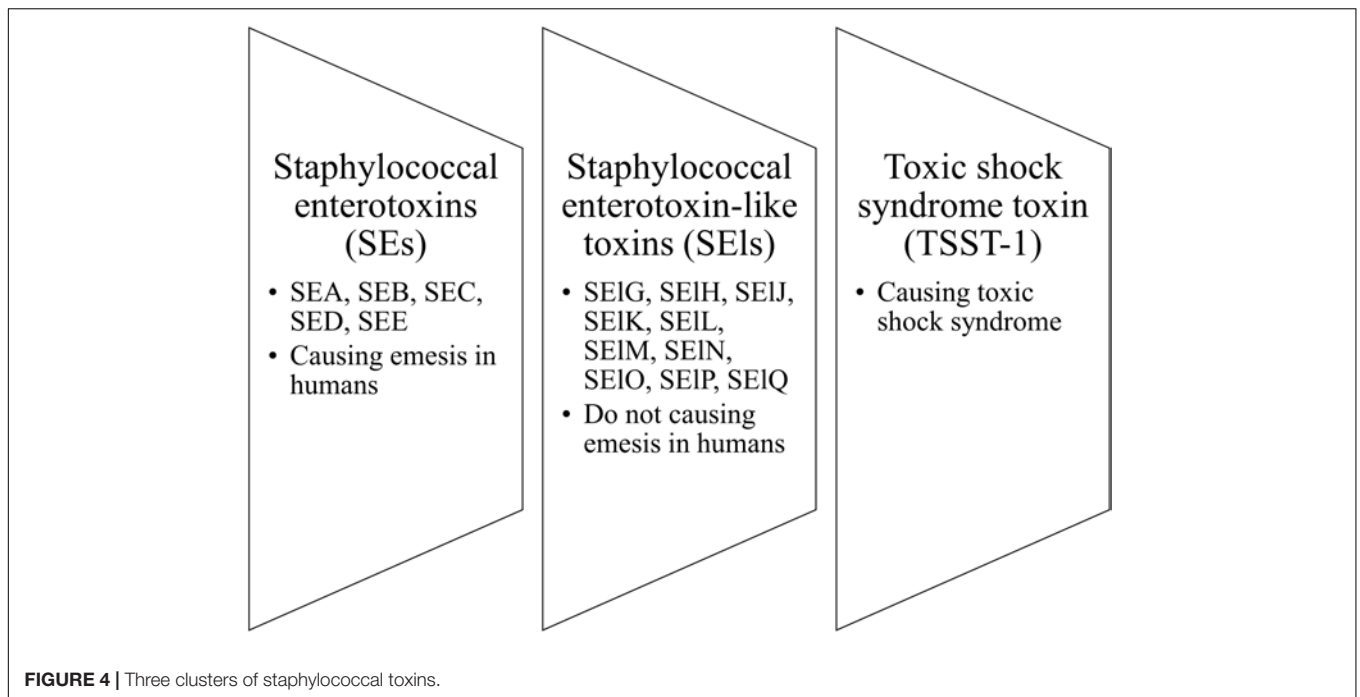 Staphylococcal
enterotoxins
(SEs)
• SEA, SEB, SEC,
SED, SEE
• Causing emesis in
humans
Staphylococcal
enterotoxin-like
toxins (SEls)
• SElG, SElH, SElJ,
SElK, SElL,
SElM, SElN,
SElO, SElP, SElQ
• Do not causing
emesis in humans
Toxic shock
syndrome toxin
(TSST-1)
• Causing toxic
shock syndrome
FIGURE 4 | Three clusters of staphylococcal toxins.